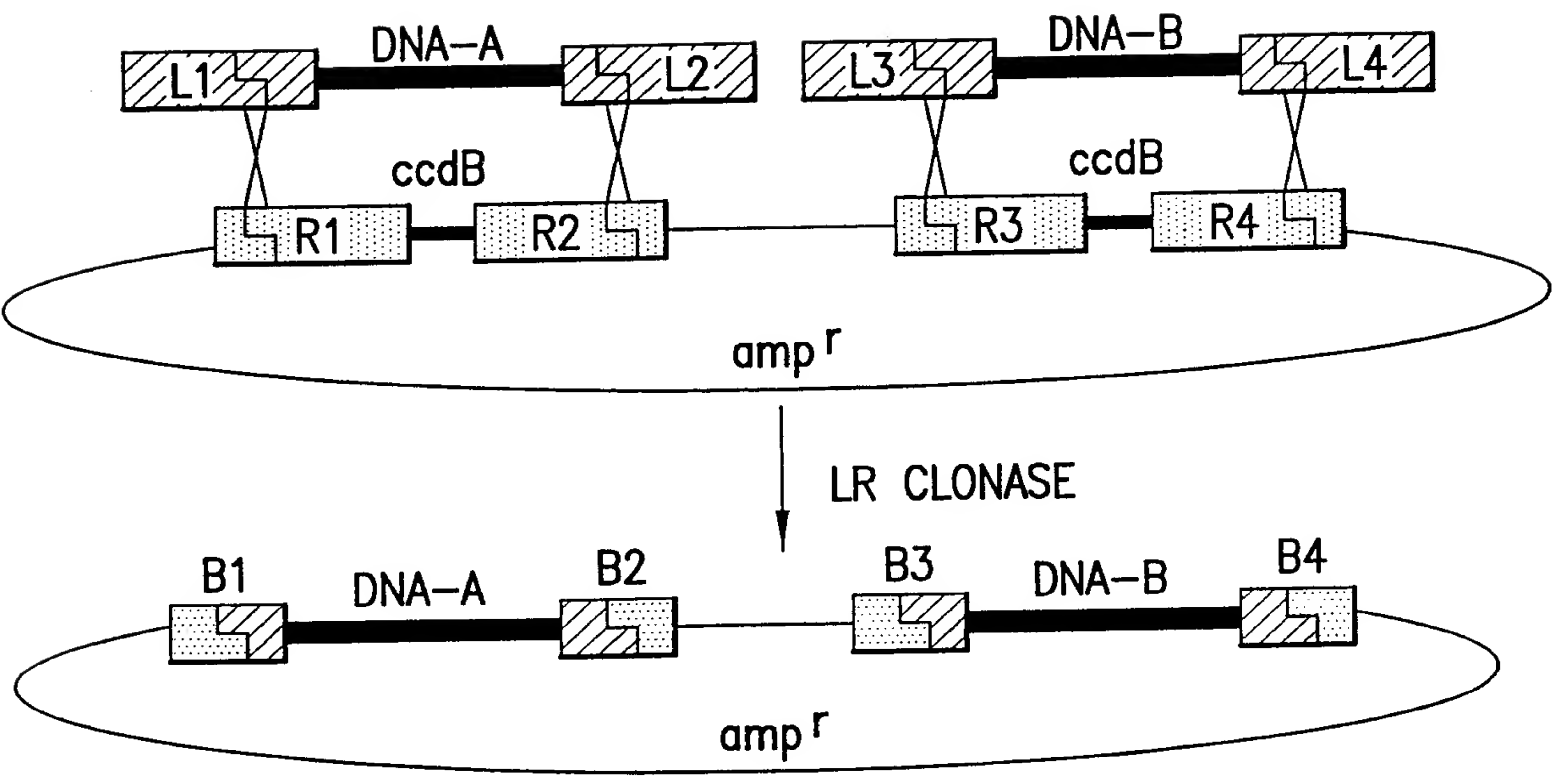 DNA-A DNA-B
L1 L2 L3 L4
ccdB ccdB
R1 R2 R3 R4
amp r
LR CLONASE
B1 DNA-A B2 B3 DNA-B B4
amp r